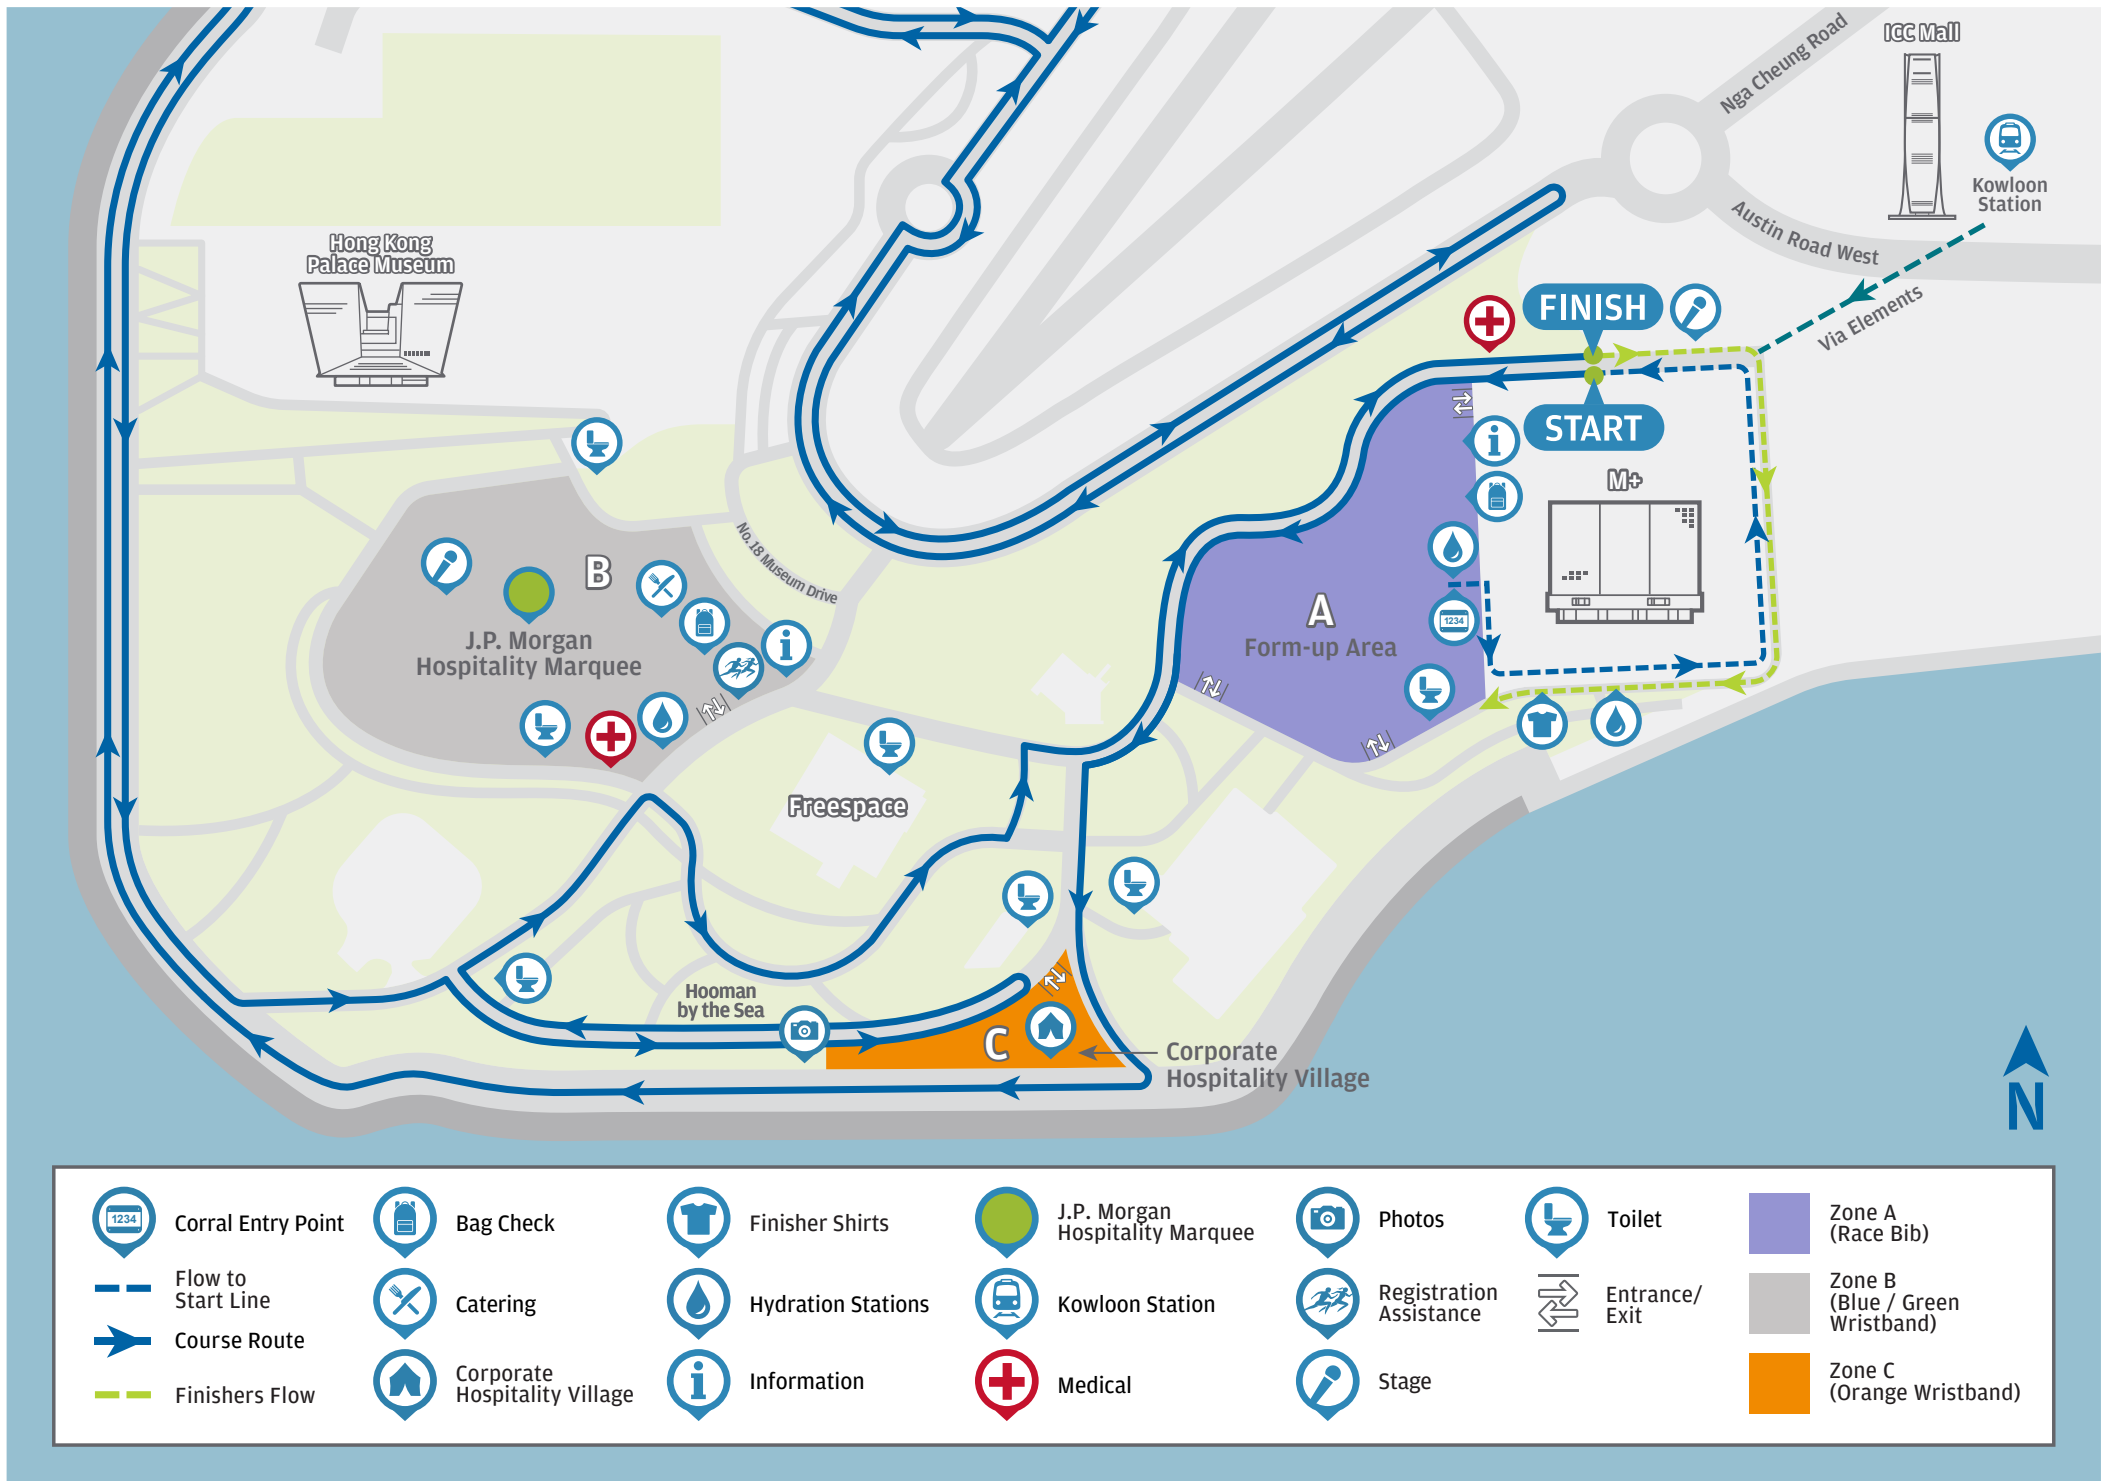 ICC Mall
Nga Cheung Road
Kowloon
Station
Austin Road West
Via Elements
Hong Kong
Palace Museum
FINISH
START
M+
No.18 Museum Drive
B
J.P. Morgan
Hospitality Marquee
A
Form-up Area
1234
Freespace
Hooman
by the Sea
C
Corporate
Hospitality Village
N
1234
Corral Entry Point
Flow to
Start Line
Course Route
Finishers Flow
Bag Check
Catering
Corporate
Hospitality Village
Finisher Shirts
Hydration Stations
Information
J.P. Morgan
Hospitality Marquee
Kowloon Station
Medical
Photos
Registration
Assistance
Stage
Toilet
Entrance/
Exit
Zone A
(Race Bib)
Zone B
(Blue / Green
Wristband)
Zone C
(Orange Wristband)